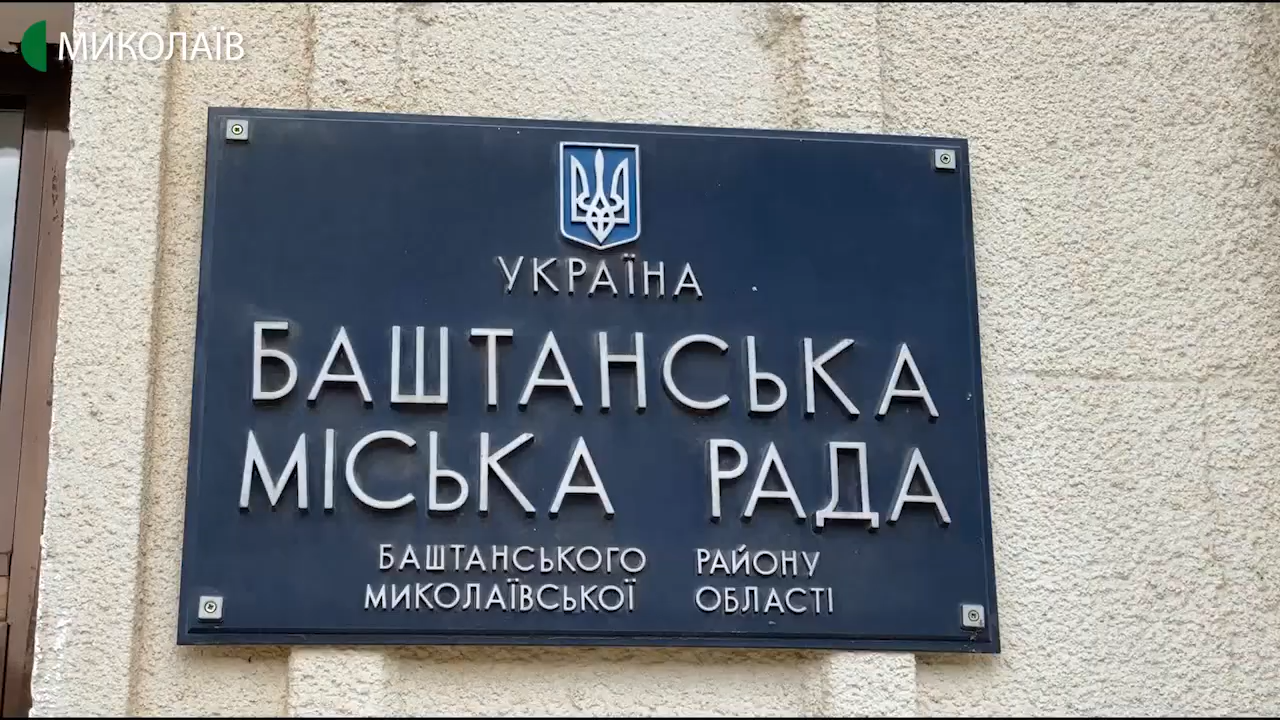 МИКОЛАЇВ
УКРАЇНА
БАШТАНСЬКА
МІСЬКА РАДА
БАШТАНСЬКОГО РАЙОНУ
МИКОЛАЇВСЬКОЇ ОБЛАСТІ